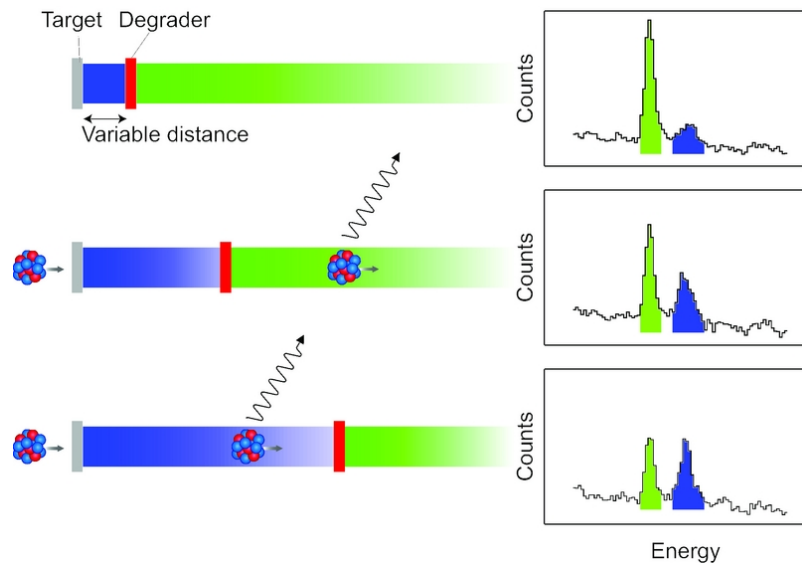 Target Degrader
Variable distance
Counts
Counts
Counts
Energy